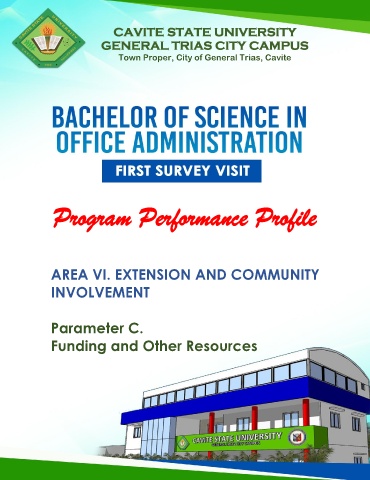 CAVITE STATE UNIVERSITY
GENERAL TRIAS CITY CAMPUS
Town Proper, City of General Trias, Cavite
BACHELOR OF SCIENCE IN
OFFICE ADMINISTRATION
FIRST SURVEY VISIT
Program Performance Profile
AREA VI. EXTENSION AND COMMUNITY
INVOLVEMENT
Parameter C.
Funding and Other Resources
CAVITE STATE UNIVERSITY